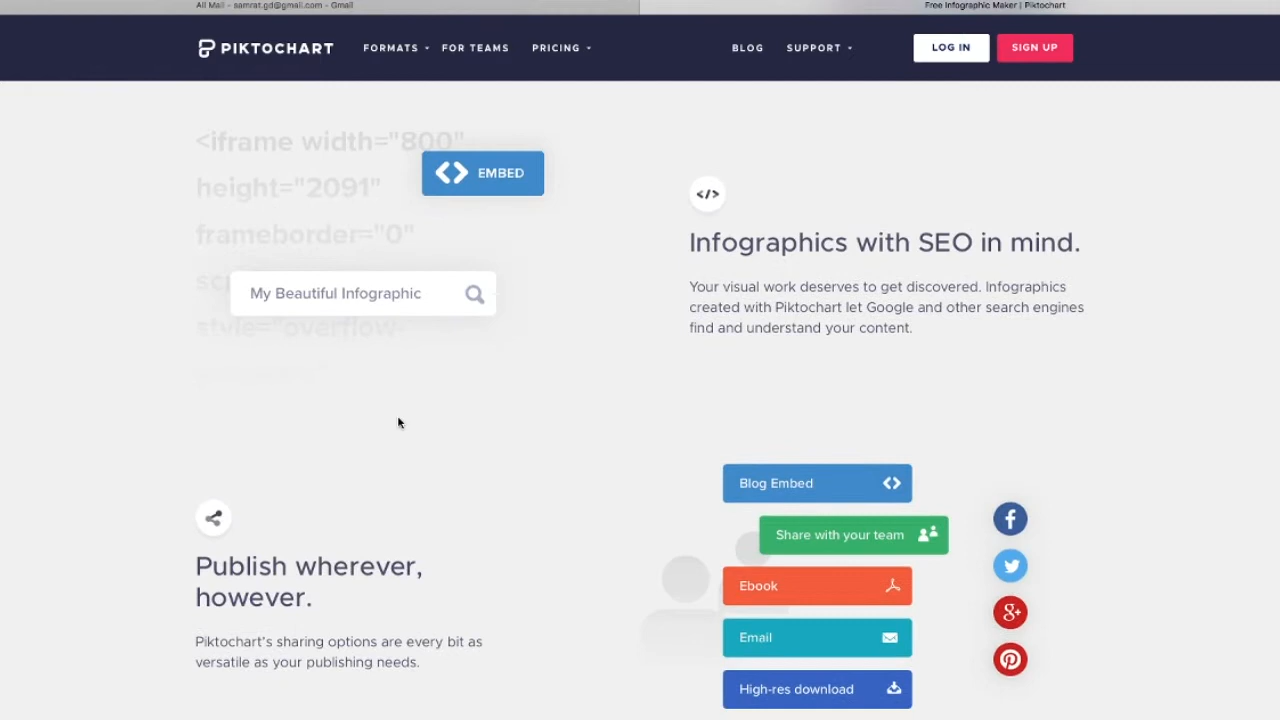 All Mail - samrat.gd@gmail.com - Gmail
Free Infographic Maker | Piktochart
PIKTOCHART
FORMATS
FOR TEAMS
PRICING
BLOG
SUPPORT
LOG IN
SIGN UP
<iframe width="800"
height="2091"
frameborder="0"
style="overflow-
EMBED
My Beautiful Infographic
</>
Infographics with SEO in mind.
Your visual work deserves to get discovered. Infographics
created with Piktochart let Google and other search engines
find and understand your content.
Publish wherever,
however.
Piktochart's sharing options are every bit as
versatile as your publishing needs.
Blog Embed
Share with your team
Ebook
Email
High-res download